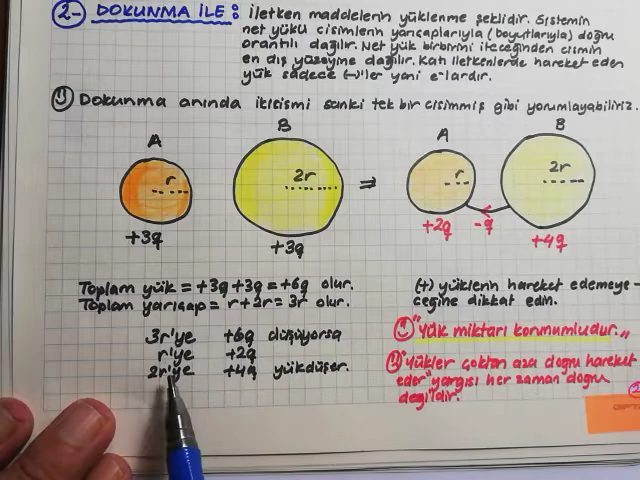 2- DOKUNMA İLE:
İletken maddelerin yüklenme şeklidir. Sistemin
net yükü cisimlerin yarıçaplarıyla (boyutlarıyla) doğru
orantılı dağılır. Net yük birbirini iteceğinden cismin
en dış yüzeyine dağılır. Katı iletkenlerde hareket eden
yük sadece (-)'ler yani e-lardır.
Dokunma anında iki cismi sanki tek bir cisimmiş gibi yorumlayabiliriz.
A
B
A
B
r
2r
⇒
r
2r
+3q
+3q
+2q
-q
+4q
Toplam yük = +3q +3q = +6q olur.
Toplam yarıçap = r + 2r = 3r olur.
3r'ye +6q düşüyorsa
r'ye +2q
2r'ye +4q yük düşer.
(+) yüklerin hareket edemeye-
ceğine dikkat edin.
"Yük miktarı korunumludur."
"Yükler çoktan aza doğru hareket
eder" yargısı her zaman doğru
değildir.